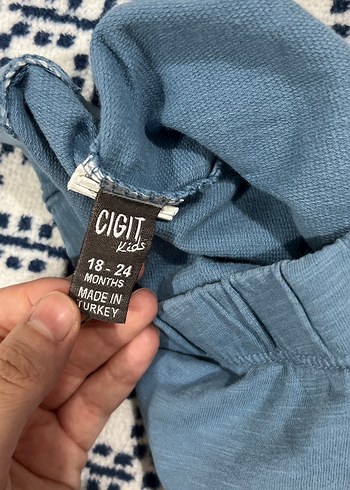 CIGIT
Kids
18 - 24
MONTHS
MADE IN
TURKEY